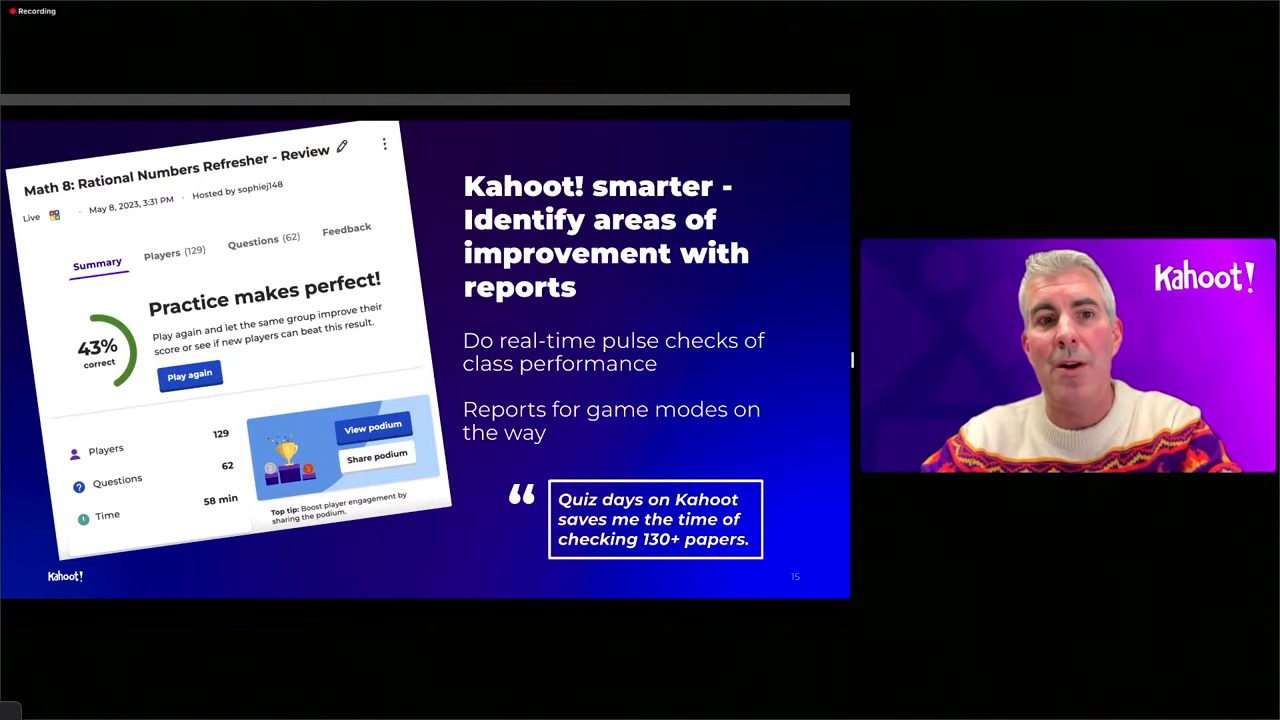 Recording
Math 8: Rational Numbers Refresher - Review
Live · May 8, 2023, 3:31 PM · Hosted by sophiej148
Summary Players (129) Questions (62) Feedback
43%
correct
Practice makes perfect!
Play again and let the same group improve their
score or see if new players can beat this result.
Play again
Players 129
Questions 62
Time 58 min
View podium
Share podium
Top tip: Boost player engagement by
sharing the podium.
Kahoot!
Kahoot! smarter -
Identify areas of
improvement with
reports
Do real-time pulse checks of
class performance
Reports for game modes on
the way
“ Quiz days on Kahoot
saves me the time of
checking 130+ papers.
15
Kahoot!